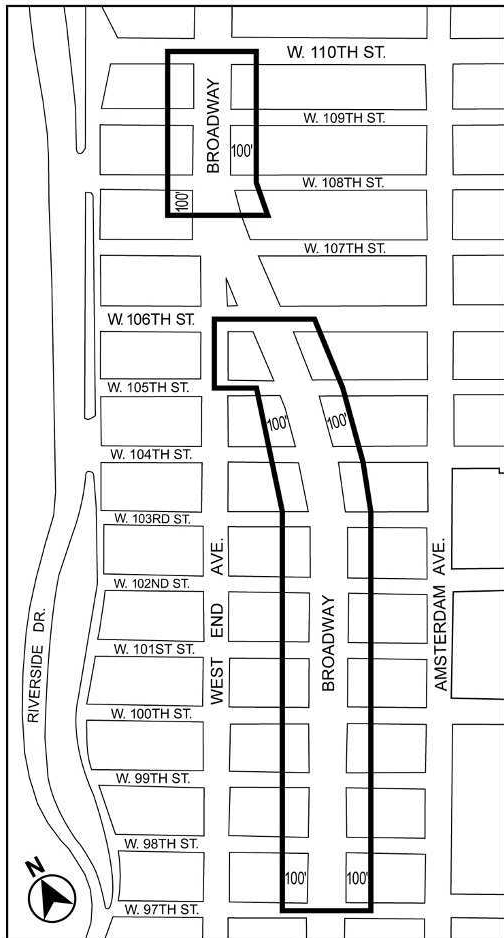 W. 110TH ST.
BROADWAY
W. 109TH ST.
100'
W. 108TH ST.
100'
W. 107TH ST.
W. 106TH ST.
W. 105TH ST.
100'
100'
W. 104TH ST.
W. 103RD ST.
WEST END AVE.
AMSTERDAM AVE.
W. 102ND ST.
BROADWAY
RIVERSIDE DR.
W. 101ST ST.
W. 100TH ST.
W. 99TH ST.
W. 98TH ST.
N
100'
100'
W. 97TH ST.